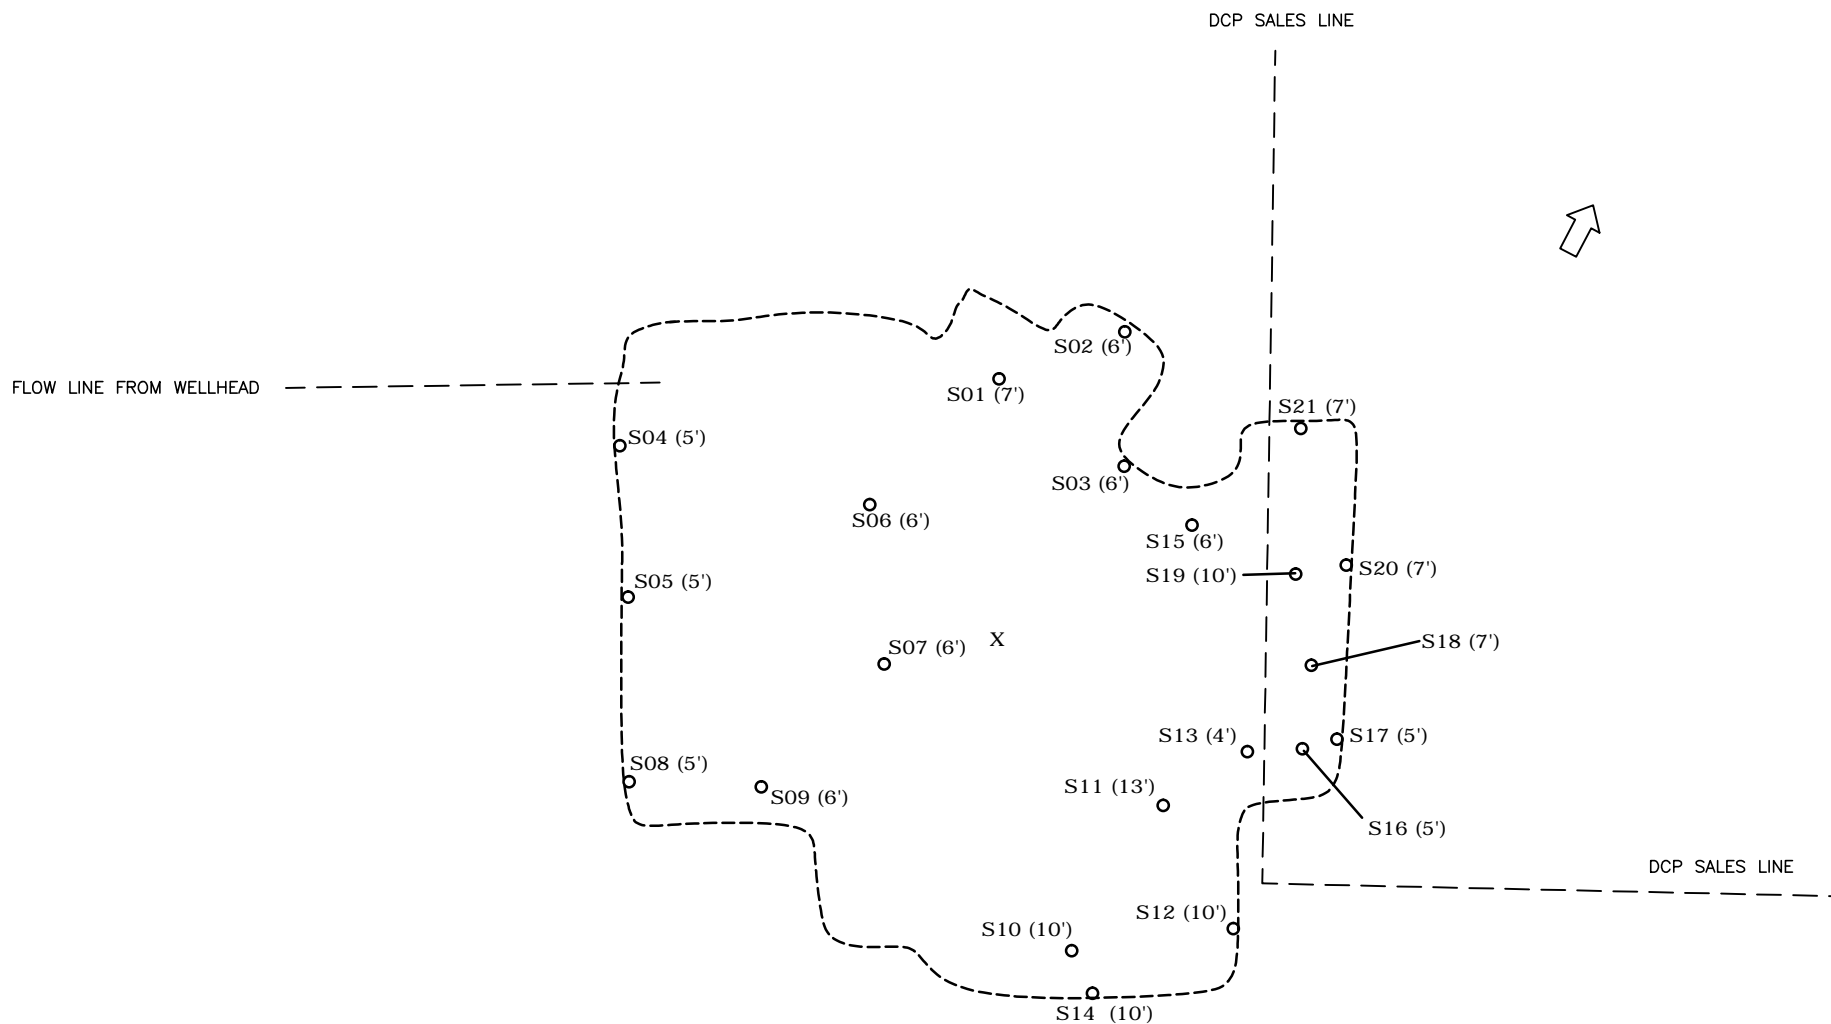 DCP SALES LINE
S02 (6')
FLOW LINE FROM WELLHEAD
S01 (7')
S21 (7')
S04 (5')
S03 (6')
S06 (6')
S15 (6')
S19 (10')
S20 (7')
S05 (5')
S07 (6')
X
S18 (7')
S13 (4')
S17 (5')
S08 (5')
S09 (6')
S11 (13')
S16 (5')
DCP SALES LINE
S12 (10')
S10 (10')
S14 (10')